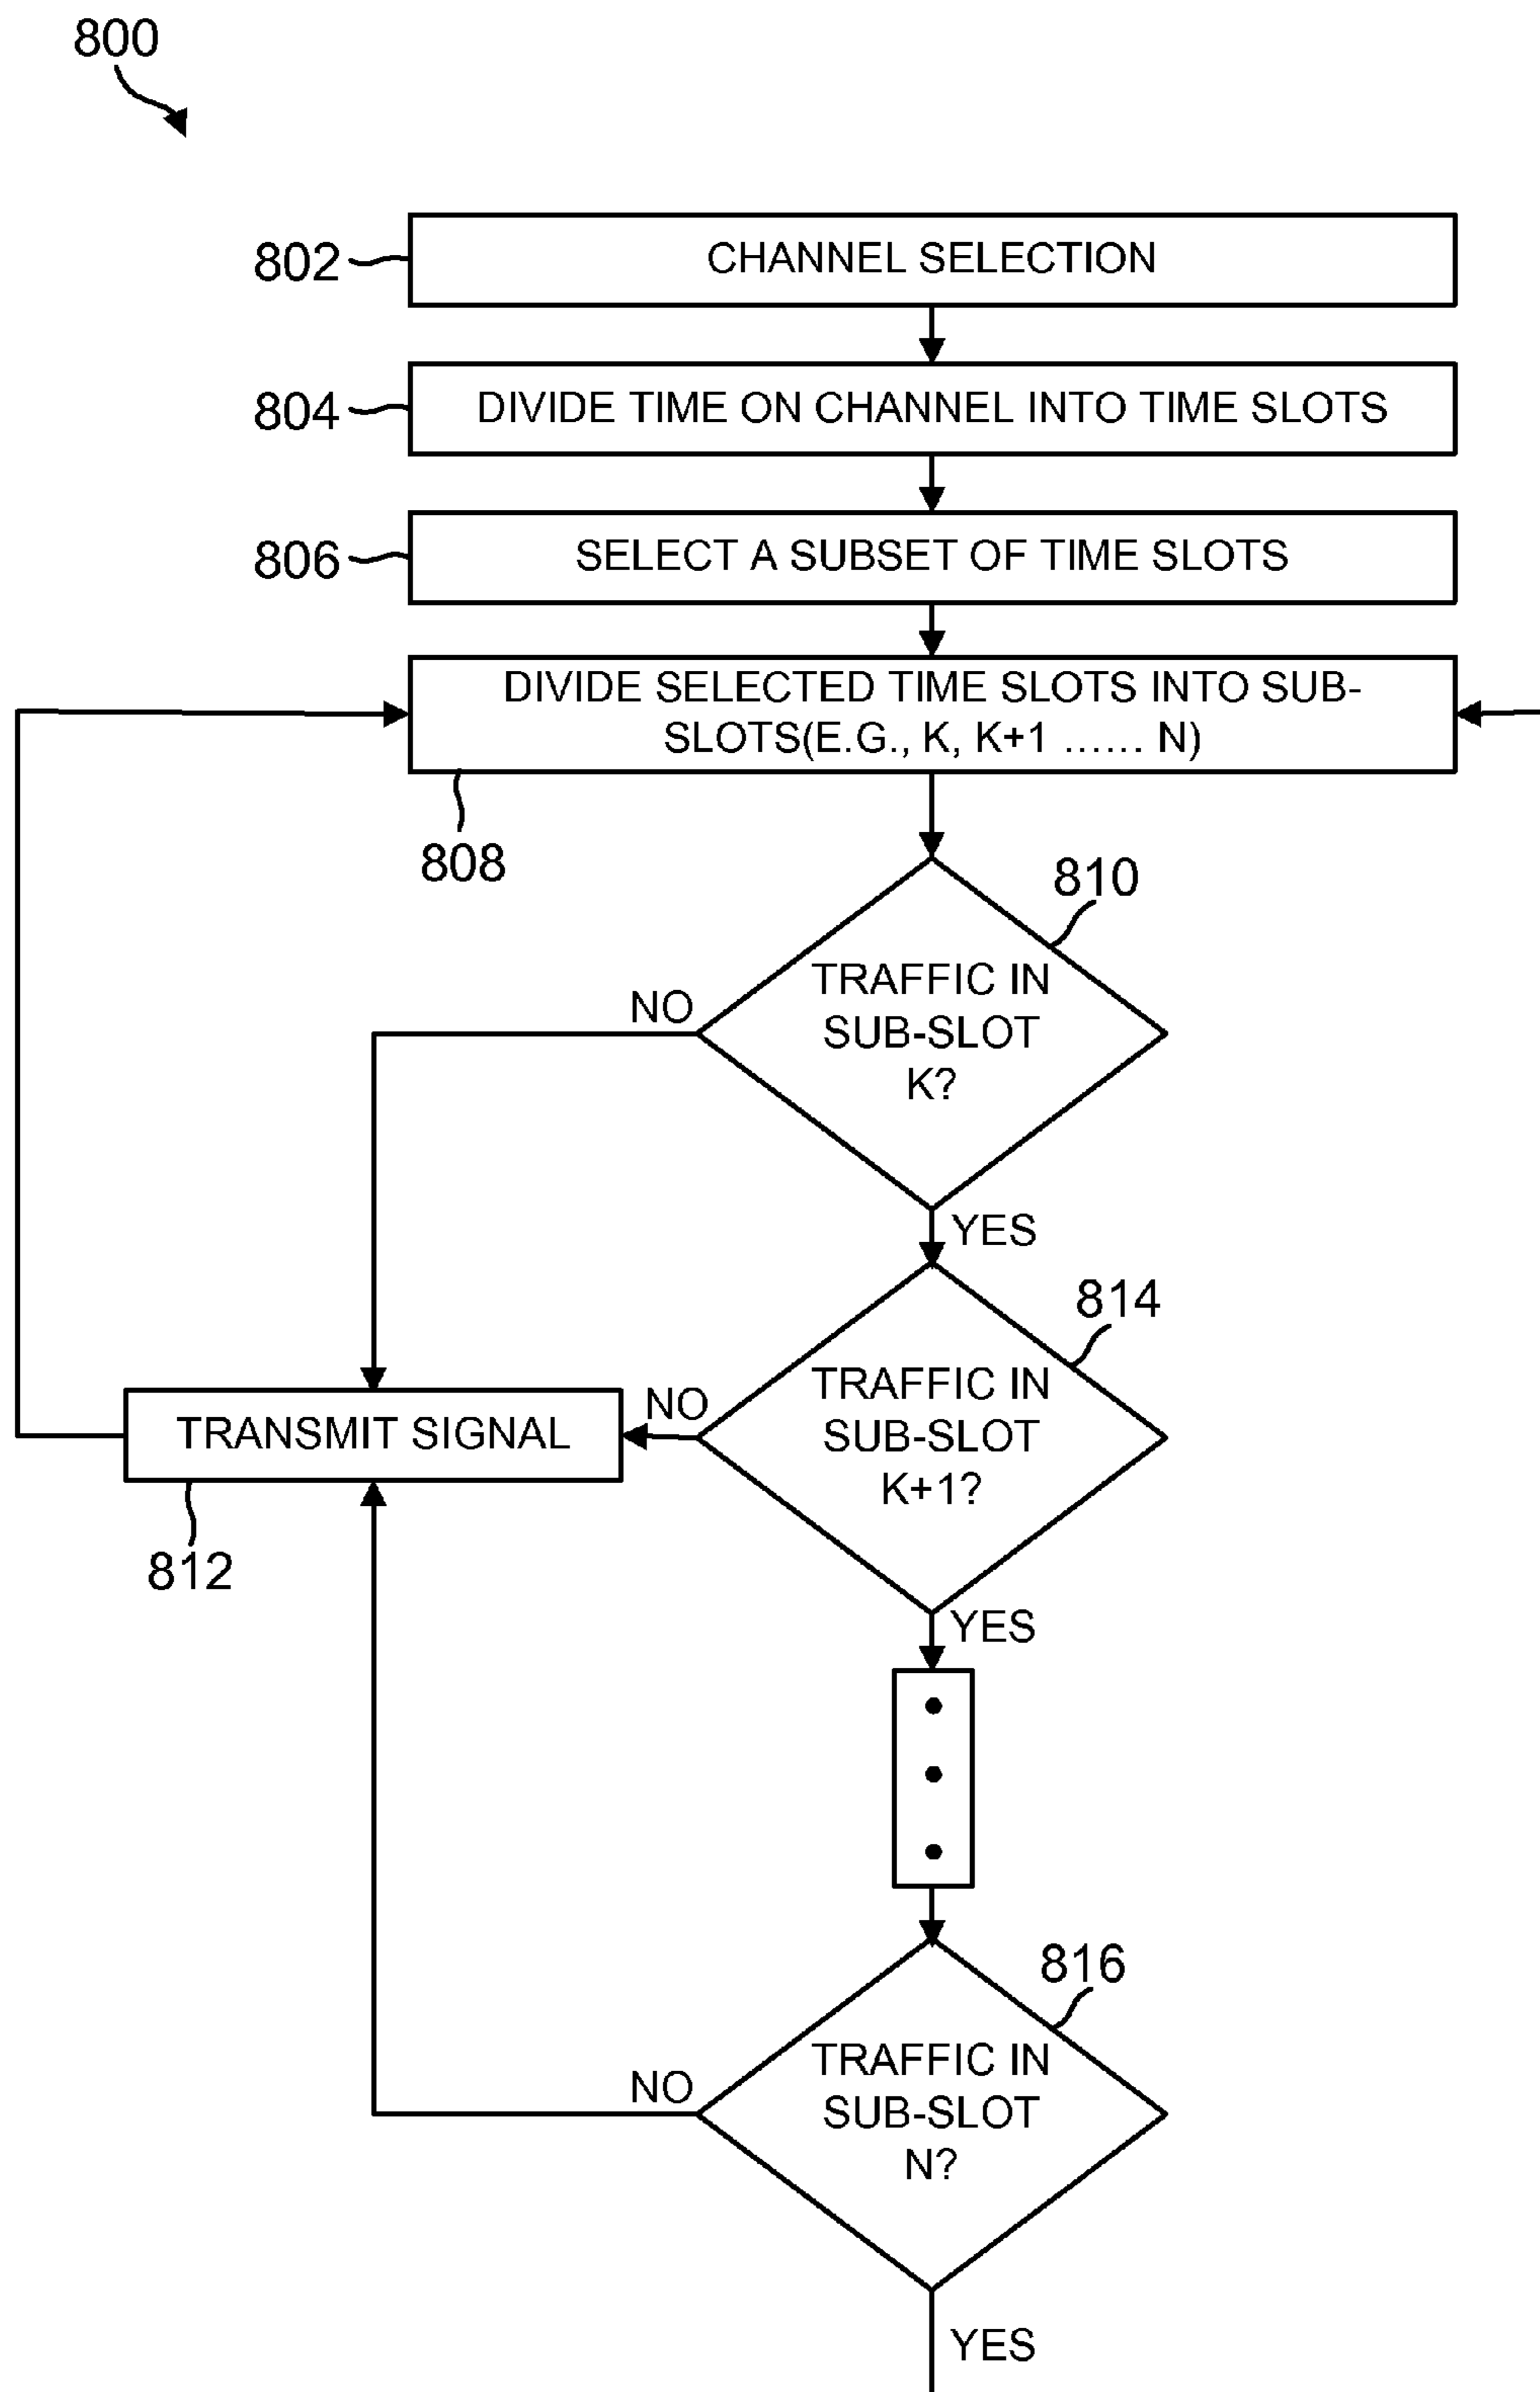 800
802
CHANNEL SELECTION
804
DIVIDE TIME ON CHANNEL INTO TIME SLOTS
806
SELECT A SUBSET OF TIME SLOTS
DIVIDE SELECTED TIME SLOTS INTO SUB-
SLOTS(E.G., K, K+1 ...... N)
808
810
TRAFFIC IN
SUB-SLOT
K?
NO
YES
814
TRAFFIC IN
SUB-SLOT
K+1?
NO
TRANSMIT SIGNAL
812
YES
816
TRAFFIC IN
SUB-SLOT
N?
NO
YES